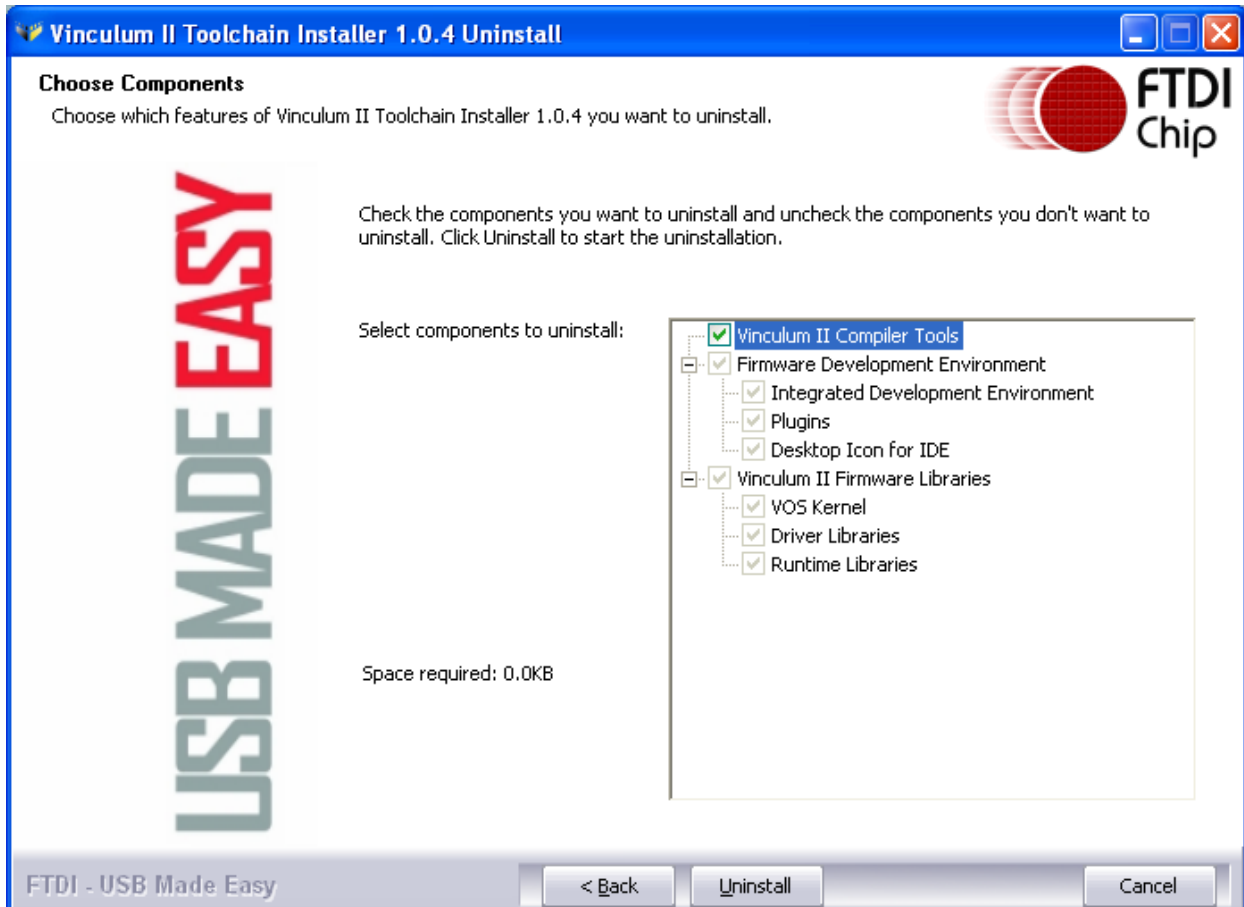 Vinculum II Toolchain Installer 1.0.4 Uninstall
Choose Components
Choose which features of Vinculum II Toolchain Installer 1.0.4 you want to uninstall.
FTDI
Chip
USB MADE EASY
Check the components you want to uninstall and uncheck the components you don't want to
uninstall. Click Uninstall to start the uninstallation.
Select components to uninstall:
Vinculum II Compiler Tools
Firmware Development Environment
Integrated Development Environment
Plugins
Desktop Icon for IDE
Vinculum II Firmware Libraries
VOS Kernel
Driver Libraries
Runtime Libraries
Space required: 0.0KB
FTDI - USB Made Easy
< Back
Uninstall
Cancel